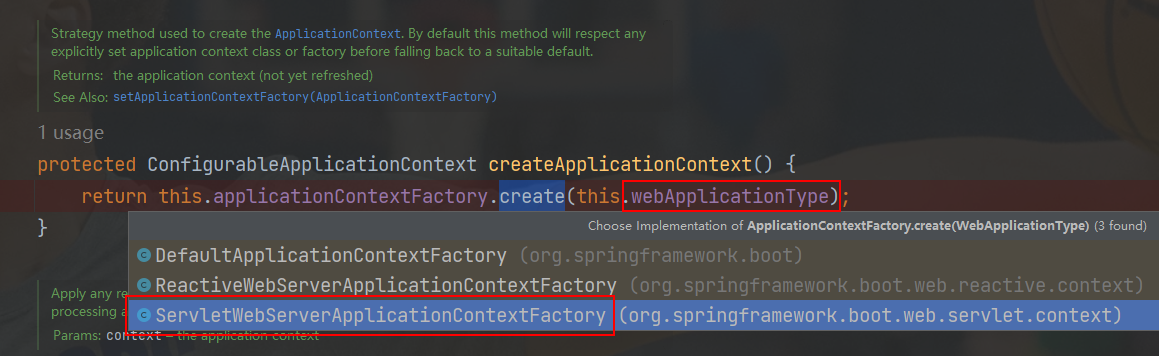 Strategy method used to create the ApplicationContext. By default this method will respect any
explicitly set application context class or factory before falling back to a suitable default.
Returns: the application context (not yet refreshed)
See Also: setApplicationContextFactory(ApplicationContextFactory)
1 usage
protected ConfigurableApplicationContext createApplicationContext() {
return this.applicationContextFactory.create(this.webApplicationType);
}
Choose Implementation of ApplicationContextFactory.create(WebApplicationType) (3 found)
DefaultApplicationContextFactory (org.springframework.boot)
ReactiveWebServerApplicationContextFactory (org.springframework.boot.web.reactive.context)
Apply any re
ServletWebServerApplicationContextFactory (org.springframework.boot.web.servlet.context)
processing a
Params: context – the application context